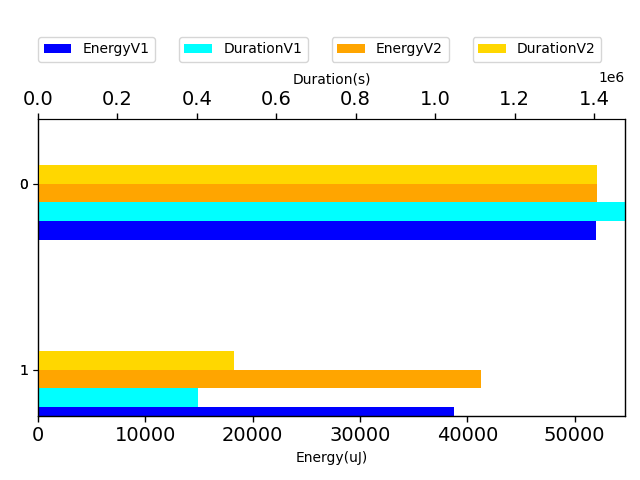 EnergyV1 DurationV1 EnergyV2 DurationV2
Duration(s)
1e6
0.0 0.2 0.4 0.6 0.8 1.0 1.2 1.4
0
1
0 10000 20000 30000 40000 50000
Energy(uJ)